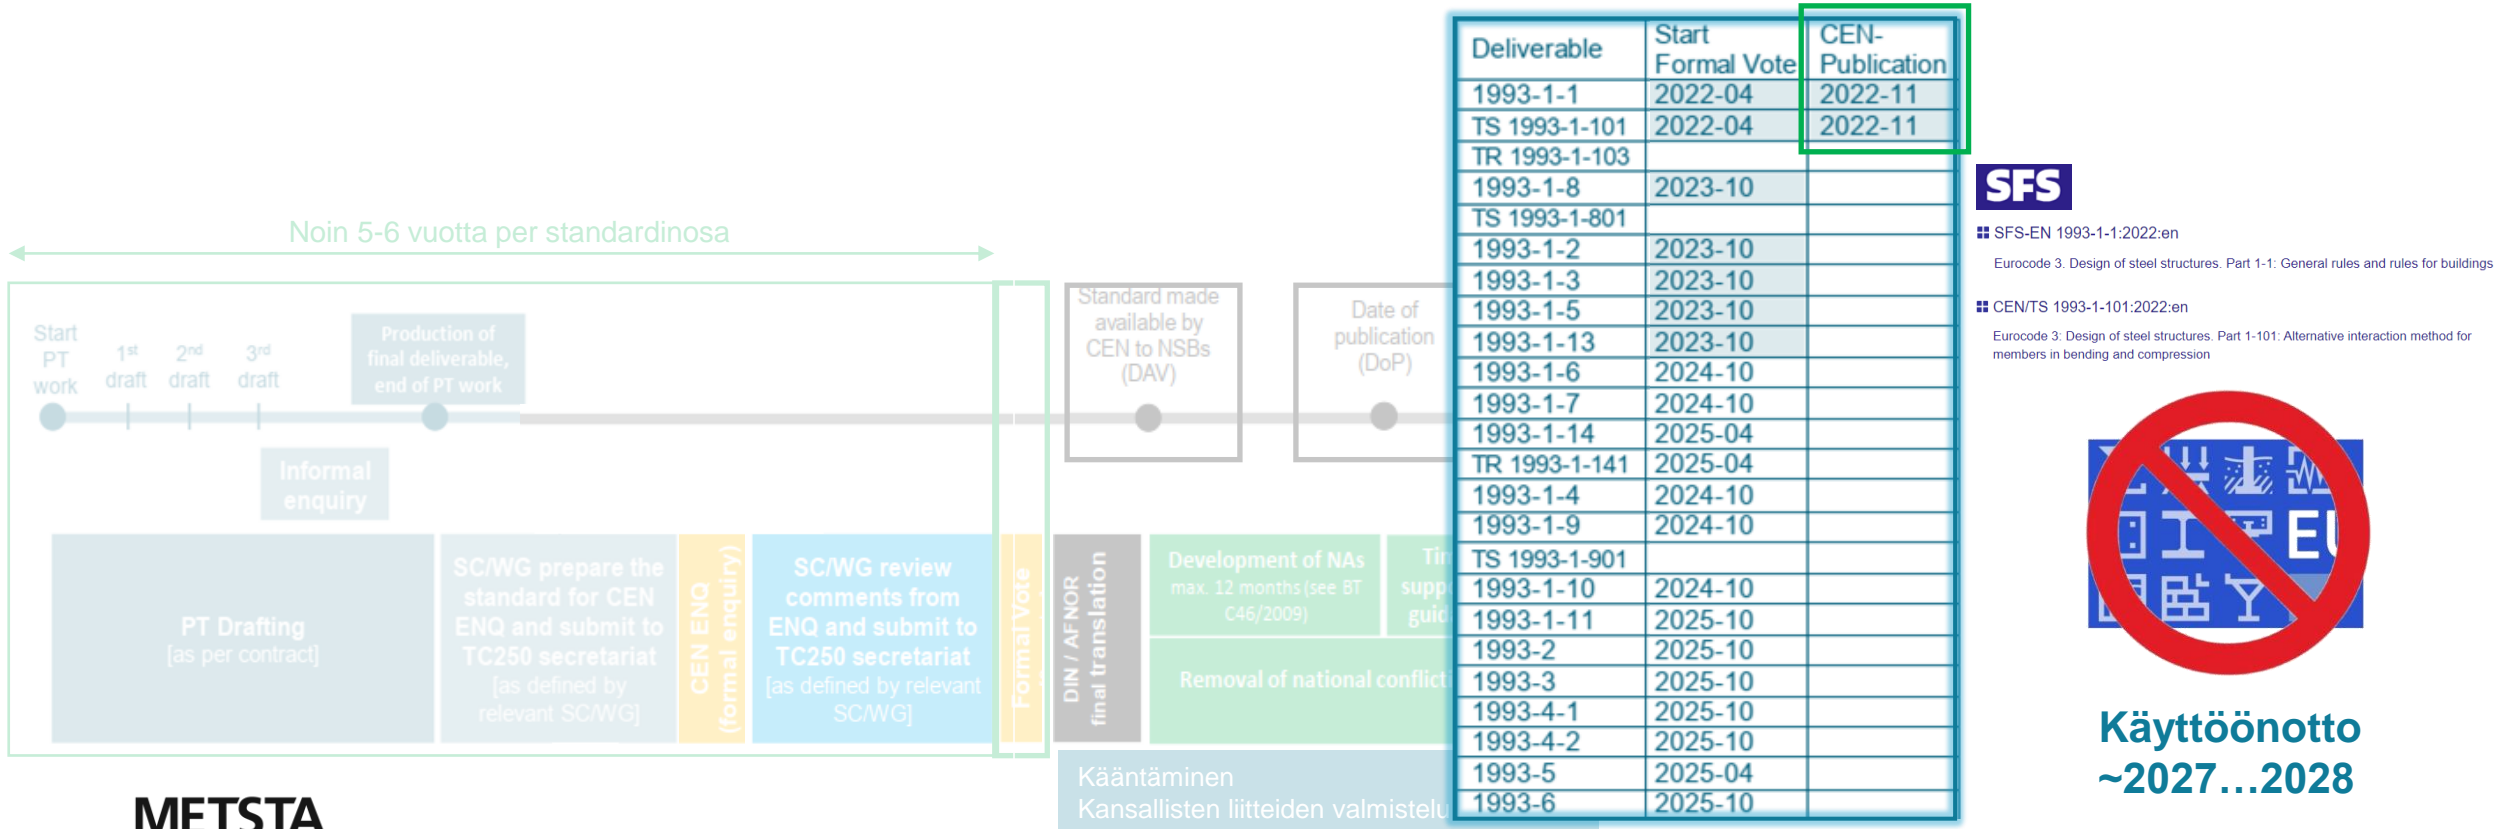 Noin 5-6 vuotta per standardinosa
Start
PT
work
1st
draft
2nd
draft
3rd
draft
Production of
final deliverable,
end of PT work
Informal
enquiry
Standard made
available by
CEN to NSBs
(DAV)
Date of
publication
(DoP)
PT Drafting
[as per contract]
SC/WG prepare the
standard for CEN
ENQ and submit to
TC250 secretariat
[as defined by
relevant SC/WG]
CEN ENQ
(formal enquiry)
SC/WG review
comments from
ENQ and submit to
TC250 secretariat
[as defined by relevant
SC/WG]
Formal Vote
DIN / AFNOR
final translation
Development of NAs
max. 12 months (see BT
C46/2009)
Removal of national
Kääntäminen
Kansallisten liitteiden valmistelu
METSTA
Deliverable Start Formal Vote CEN-Publication
1993-1-1 2022-04 2022-11
TS 1993-1-101 2022-04 2022-11
TR 1993-1-103
1993-1-8 2023-10
TS 1993-1-801
1993-1-2 2023-10
1993-1-3 2023-10
1993-1-5 2023-10
1993-1-13 2023-10
1993-1-6 2024-10
1993-1-7 2024-10
1993-1-14 2025-04
TR 1993-1-141 2025-04
1993-1-4 2024-10
1993-1-9 2024-10
TS 1993-1-901
1993-1-10 2024-10
1993-1-11 2025-10
1993-2 2025-10
1993-3 2025-10
1993-4-1 2025-10
1993-4-2 2025-10
1993-5 2025-04
1993-6 2025-10
SFS
SFS-EN 1993-1-1:2022:en
Eurocode 3. Design of steel structures. Part 1-1: General rules and rules for buildings
CEN/TS 1993-1-101:2022:en
Eurocode 3: Design of steel structures. Part 1-101: Alternative interaction method for
members in bending and compression
Käyttöönotto
~2027...2028